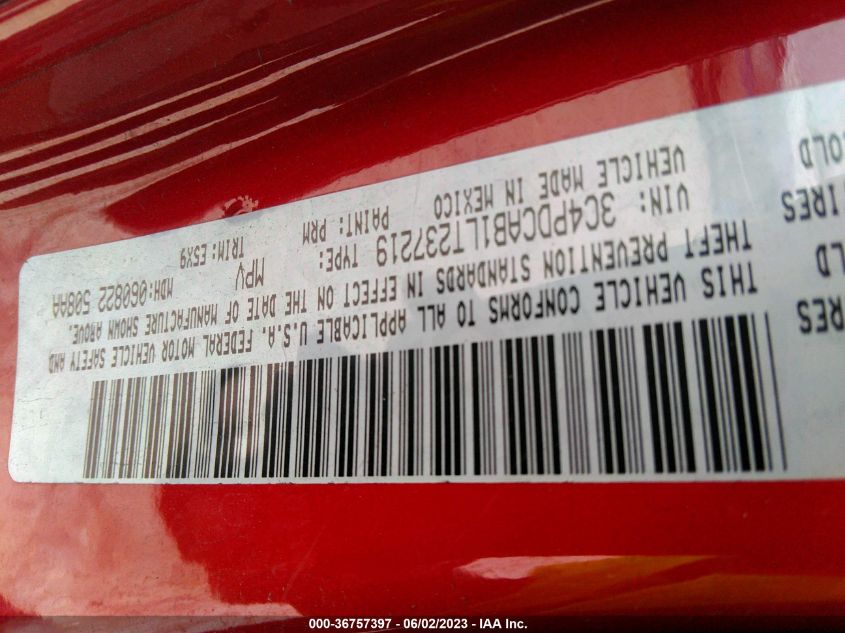 OLD
IRES
LD
RES
THIS VEHICLE CONFORMS TO ALL APPLICABLE U.S.A. FEDERAL MOTOR VEHICLE SAFETY AND
THEFT PREVENTION STANDARDS IN EFFECT ON THE DATE OF MANUFACTURE SHOWN ABOVE.
VIN: 3C4PDCAB1LT237219 TYPE: MPV MDH:060822 508AA
VEHICLE MADE IN MEXICO PAINT: PRM TRIM: E5X9
000-36757397 - 06/02/2023 - IAA Inc.